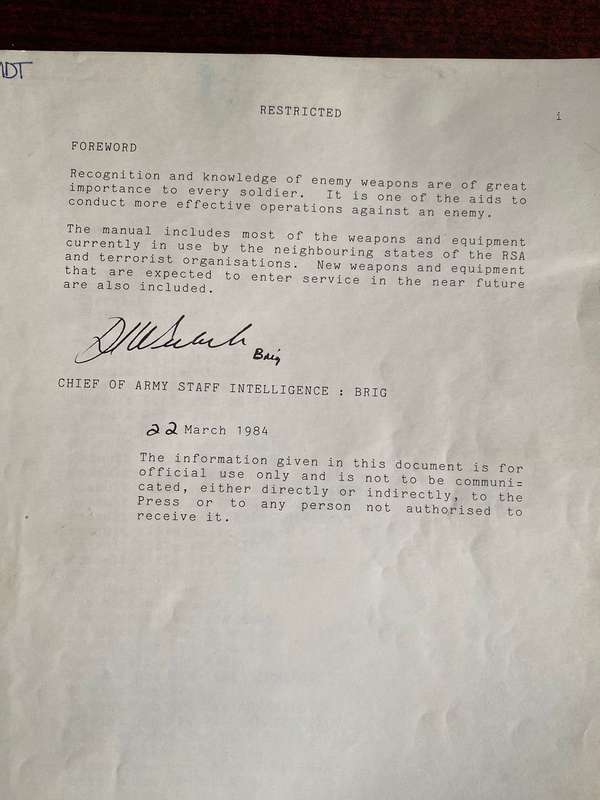 RESTRICTED
i
FOREWORD
Recognition and knowledge of enemy weapons are of great
importance to every soldier. It is one of the aids to
conduct more effective operations against an enemy.
The manual includes most of the weapons and equipment
currently in use by the neighbouring states of the RSA
and terrorist organisations. New weapons and equipment
that are expected to enter service in the near future
are also included.
Brig
CHIEF OF ARMY STAFF INTELLIGENCE : BRIG
22 March 1984
The information given in this document is for
official use only and is not to be communi=
cated, either directly or indirectly, to the
Press or to any person not authorised to
receive it.